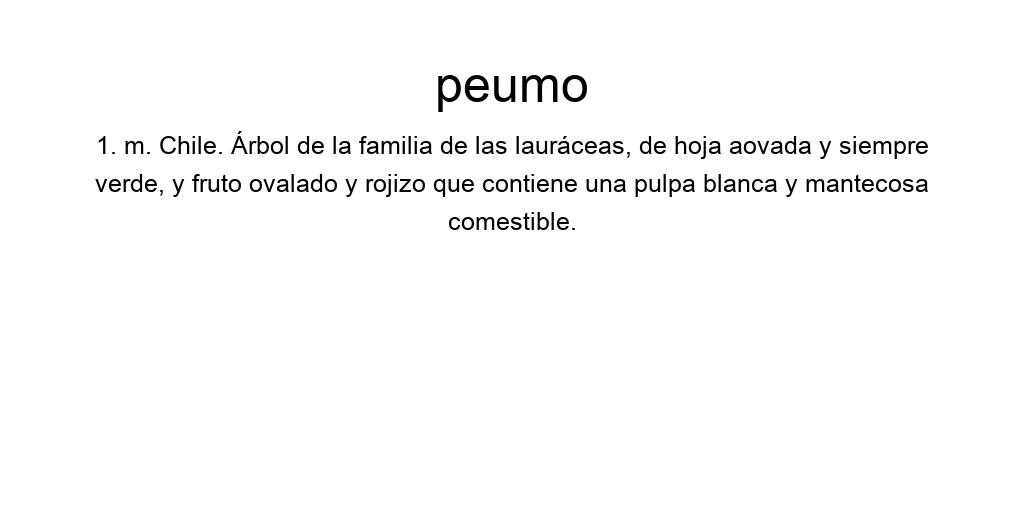 peumo
1. m. Chile. Árbol de la familia de las lauráceas, de hoja aovada y siempre
verde, y fruto ovalado y rojizo que contiene una pulpa blanca y mantecosa
comestible.